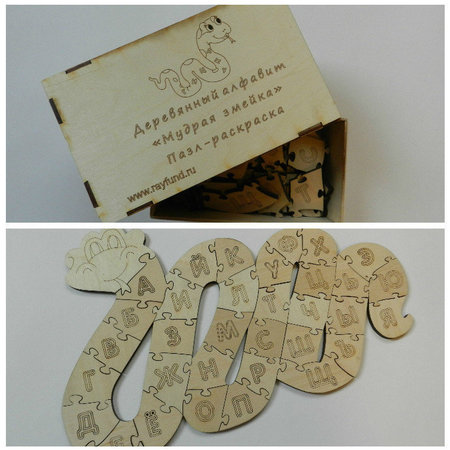 Деревянный алфавит
«Мудрая змейка»
Пазл-раскраска
www.rayfund.ru
А
Б
В
Г
Д
Е
Ё
Ж
З
И
Й
К
Л
М
Н
О
П
Р
С
Т
У
Ф
Х
Ц
Ч
Ш
Щ
Ъ
Ы
Ь
Э
Ю
Я